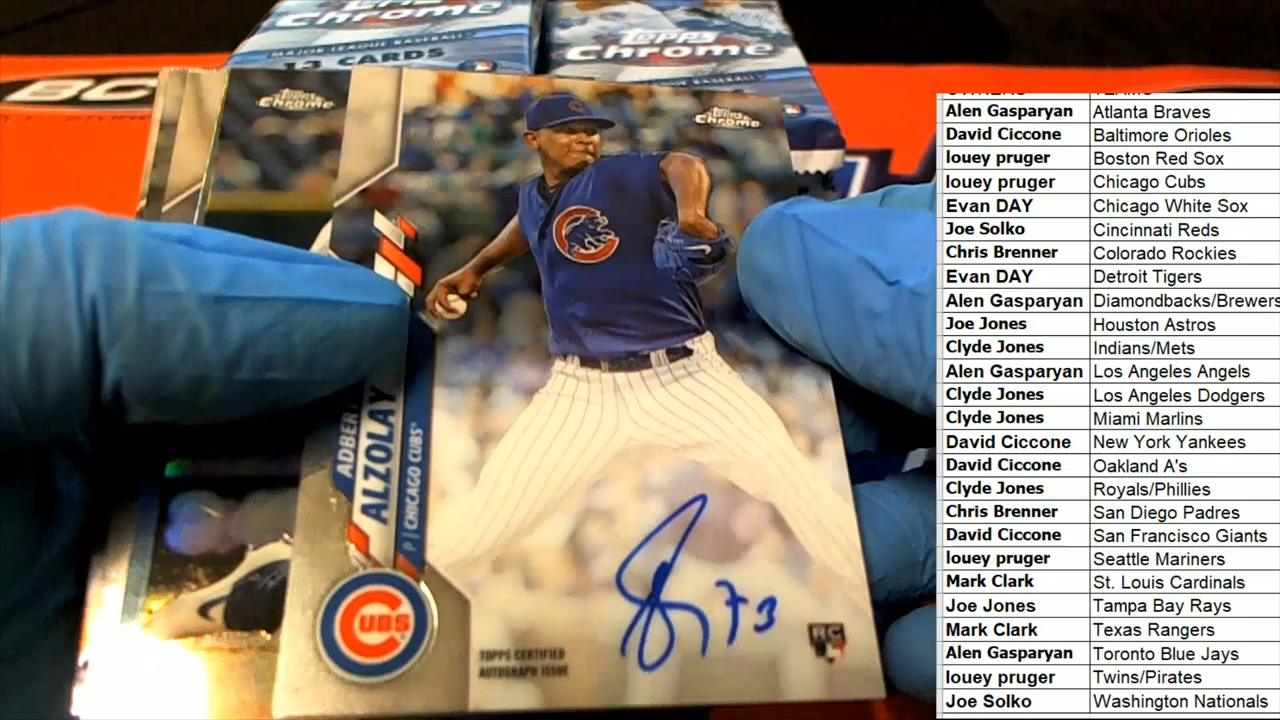 Topps
Chrome
Chrome
MAJOR LEAGUE BASEBALL
13 CARDS
BC
Topps
Chrome
Topps
Chrome
ALZOLAY
P | CHICAGO CUBS
CUBS
TOPPS CERTIFIED
AUTOGRAPH ISSUE
73
RC
Alen Gasparyan Atlanta Braves
David Ciccone Baltimore Orioles
louey pruger Boston Red Sox
louey pruger Chicago Cubs
Evan DAY Chicago White Sox
Joe Solko Cincinnati Reds
Chris Brenner Colorado Rockies
Evan DAY Detroit Tigers
Alen Gasparyan Diamondbacks/Brewers
Joe Jones Houston Astros
Clyde Jones Indians/Mets
Alen Gasparyan Los Angeles Angels
Clyde Jones Los Angeles Dodgers
Clyde Jones Miami Marlins
David Ciccone New York Yankees
David Ciccone Oakland A's
Clyde Jones Royals/Phillies
Chris Brenner San Diego Padres
David Ciccone San Francisco Giants
louey pruger Seattle Mariners
Mark Clark St. Louis Cardinals
Joe Jones Tampa Bay Rays
Mark Clark Texas Rangers
Alen Gasparyan Toronto Blue Jays
louey pruger Twins/Pirates
Joe Solko Washington Nationals